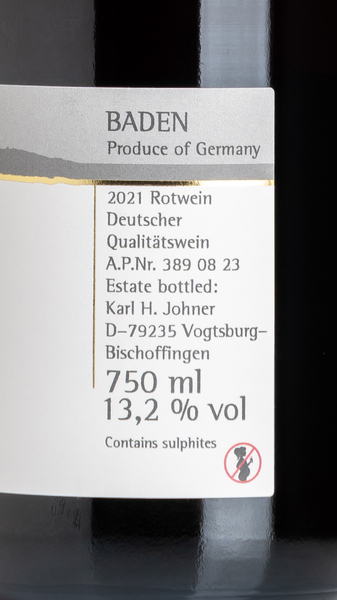 BADEN
Produce of Germany
2021 Rotwein
Deutscher
Qualitätswein
A.P.Nr. 389 08 23
Estate bottled:
Karl H. Johner
D–79235 Vogtsburg–
Bischoffingen
750 ml
13,2 % vol
Contains sulphites